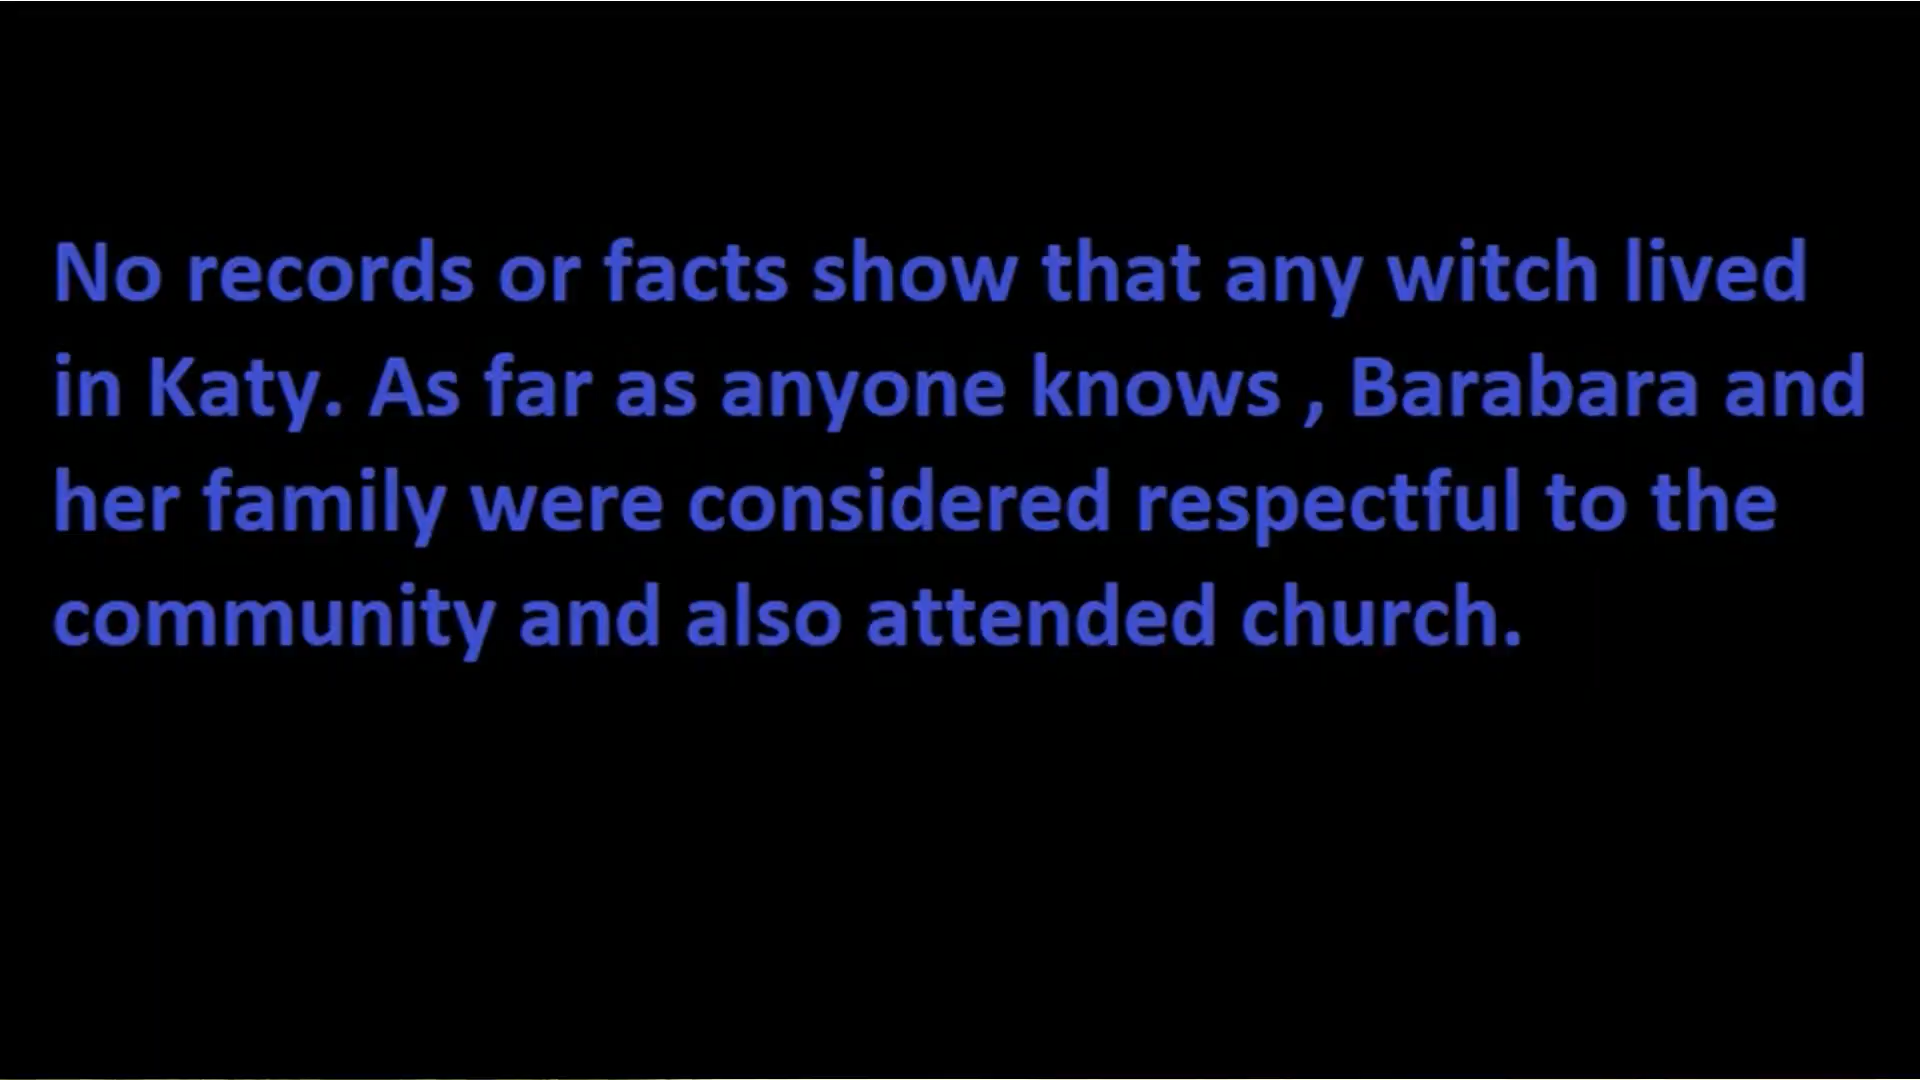 No records or facts show that any witch lived
in Katy. As far as anyone knows , Barabara and
her family were considered respectful to the
community and also attended church.